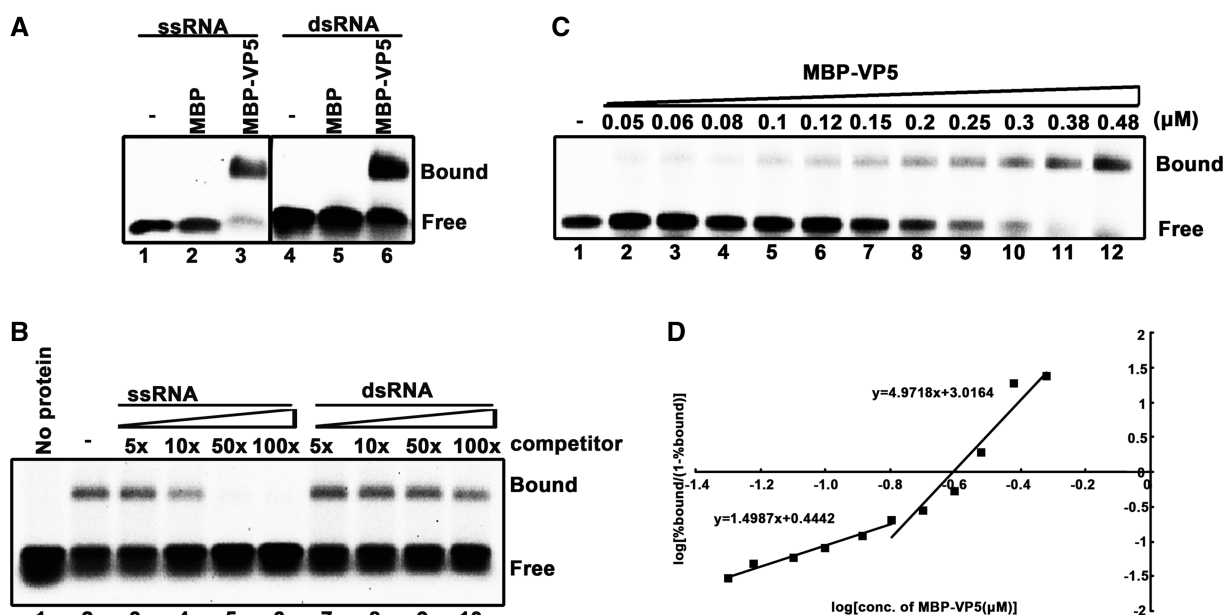 A
ssRNA dsRNA
- MBP MBP-VP5 - MBP MBP-VP5
Bound
Free
1 2 3 4 5 6
B
No protein
ssRNA dsRNA
- 5x 10x 50x 100x 5x 10x 50x 100x competitor
Bound
Free
C
MBP-VP5
- 0.05 0.06 0.08 0.1 0.12 0.15 0.2 0.25 0.3 0.38 0.48 (µM)
Bound
Free
1 2 3 4 5 6 7 8 9 10 11 12
D
2
1.5
1
0.5
0
-0.5
-1
-1.5
-2
-1.4 -1.2 -1.0 -0.8 -0.6 -0.4 -0.2 0
y=4.9718x+3.0164
y=1.4987x+0.4442
log[%bound/(1-%bound)]
log[conc. of MBP-VP5(µM)]